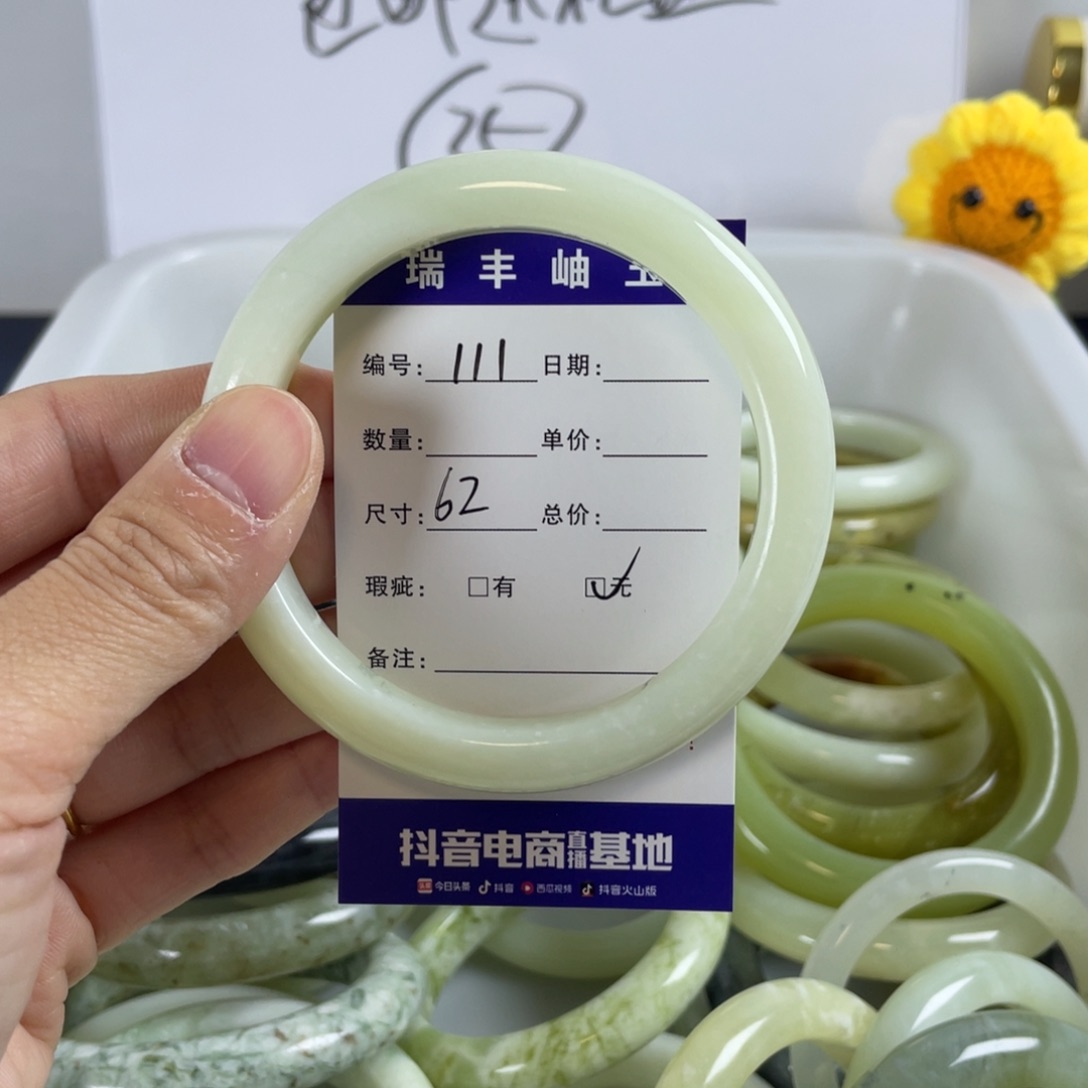 瑞丰岫玉
编号: 111 日期:
数量: 单价:
尺寸: 62 总价:
瑕疵: □有 ☑无
备注:
抖音电商直播基地
今日头条 抖音 西瓜视频 抖音火山版